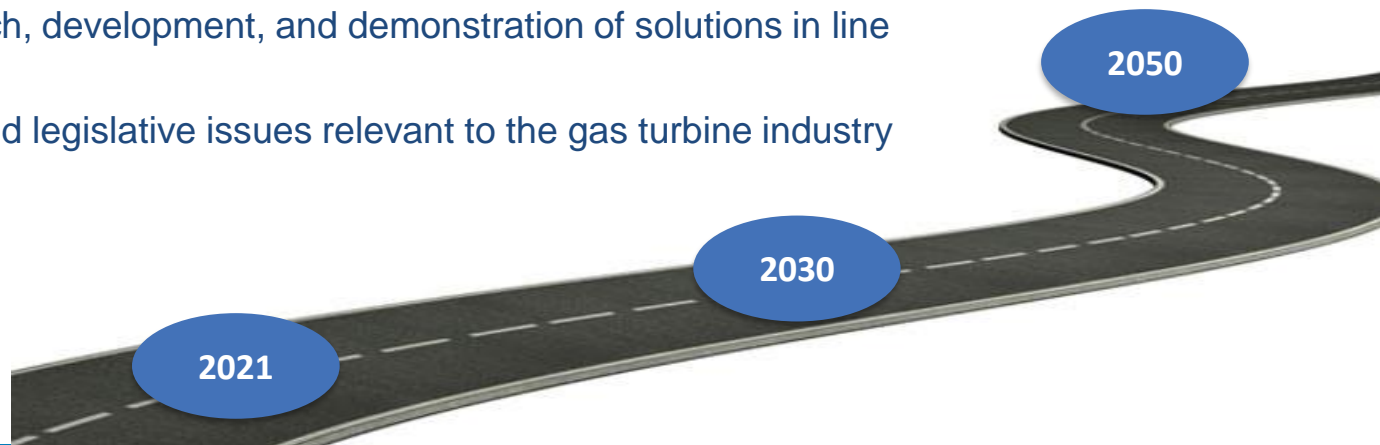 ch, development, and demonstration of solutions in line
2050
d legislative issues relevant to the gas turbine industry
2030
2021